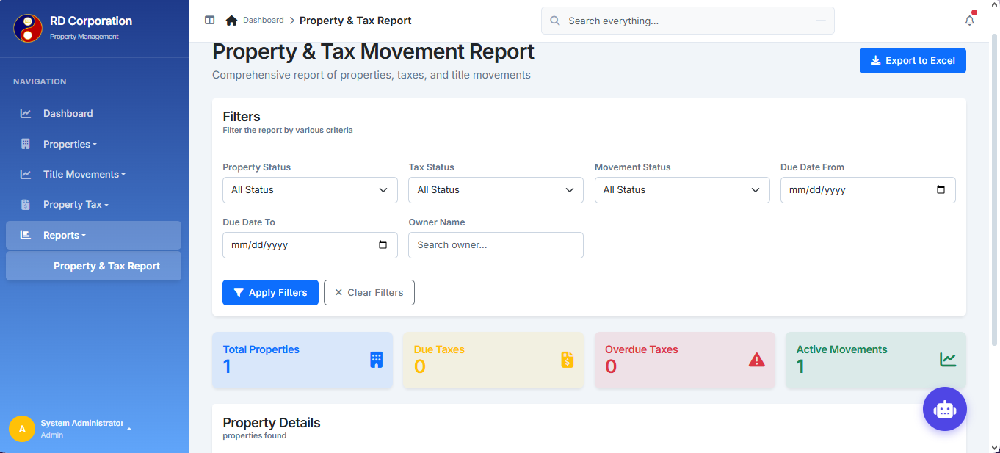 RD Corporation
Property Management
NAVIGATION
Dashboard
Properties
Title Movements
Property Tax
Reports
Property & Tax Report
A
System Administrator
Admin
Dashboard
Property & Tax Report
Search everything...
Property & Tax Movement Report
Comprehensive report of properties, taxes, and title movements
Export to Excel
Filters
Filter the report by various criteria
Property Status
Tax Status
Movement Status
Due Date From
All Status
All Status
All Status
mm/dd/yyyy
Due Date To
Owner Name
mm/dd/yyyy
Search owner...
Apply Filters
Clear Filters
Total Properties
1
Due Taxes
0
Overdue Taxes
0
Active Movements
1
Property Details
properties found